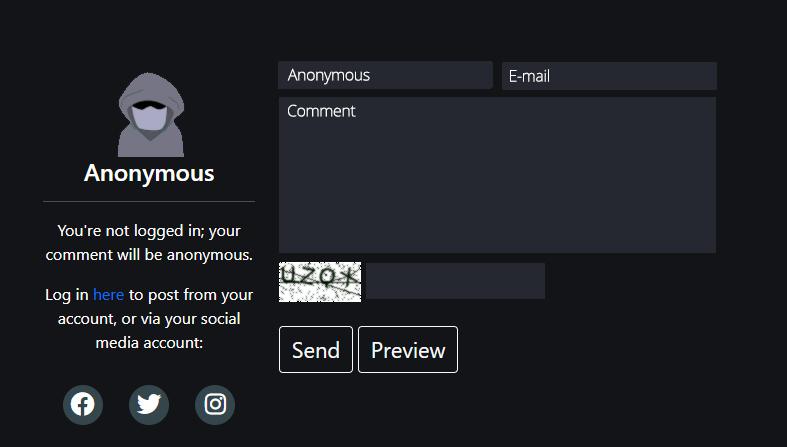 Anonymous
You're not logged in; your
comment will be anonymous.
Log in here to post from your
account, or via your social
media account:
Anonymous
E-mail
Comment
Send
Preview